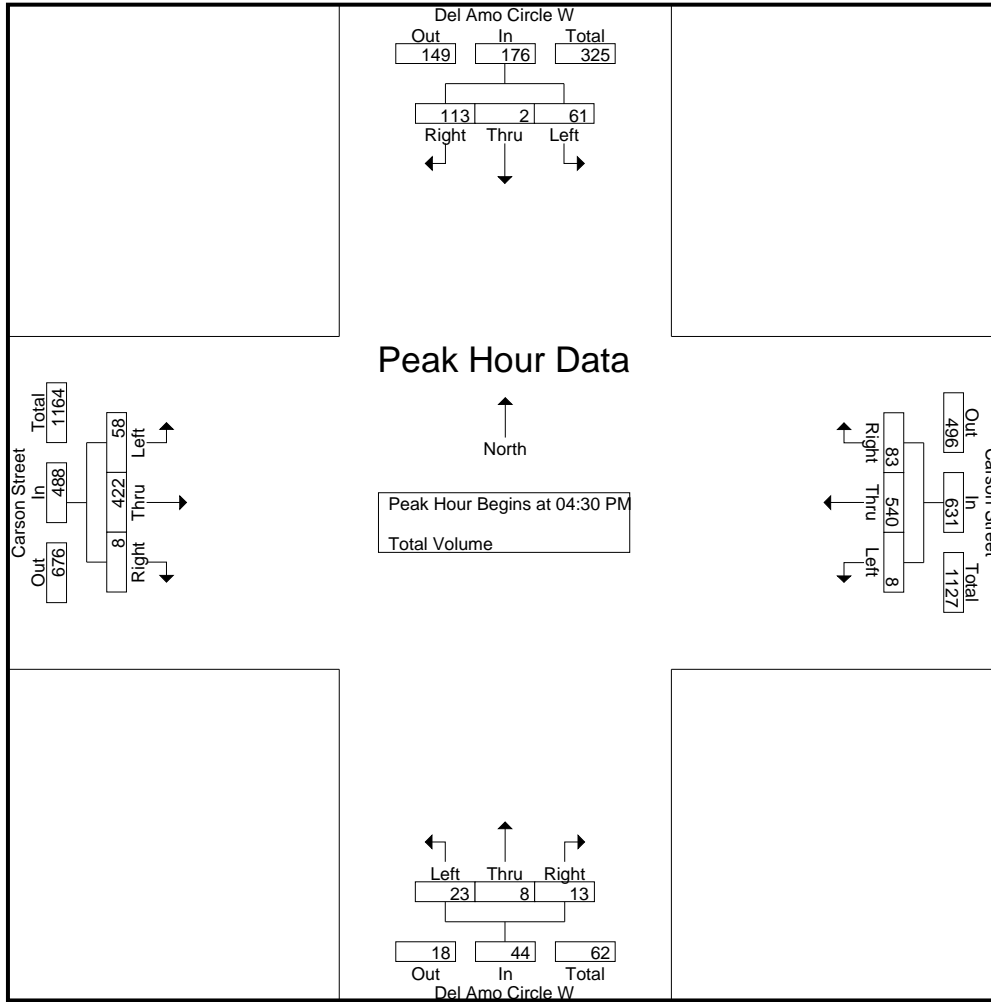 Del Amo Circle W
Out In Total
149 176 325
113 2 61
Right Thru Left
Peak Hour Data
North
Peak Hour Begins at 04:30 PM
Total Volume
Carson Street
Total In Out
1164 488 676
58 422 8
Left Thru Right
Carson Street
Out In Total
496 631 1127
83 540 8
Right Thru Left
Left Thru Right
23 8 13
18 44 62
Out In Total
Del Amo Circle W